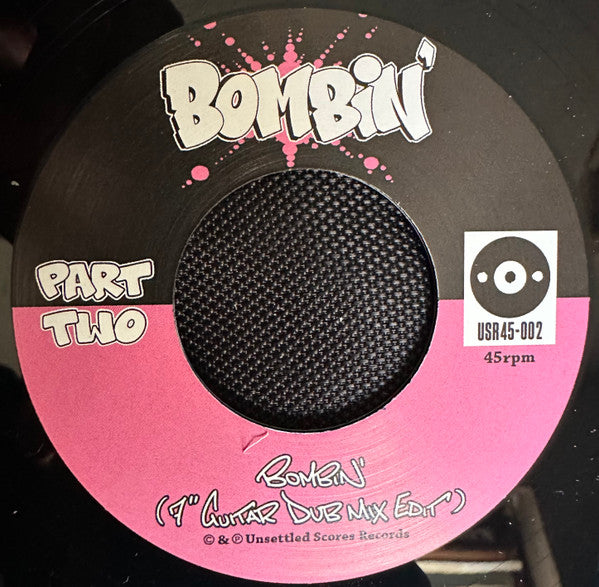 BOMBIN'
PART
TWO
USR45-002
45rpm
BOMBIN'
(7" GUITAR DUB MIX EDIT)
© & ℗ Unsettled Scores Records